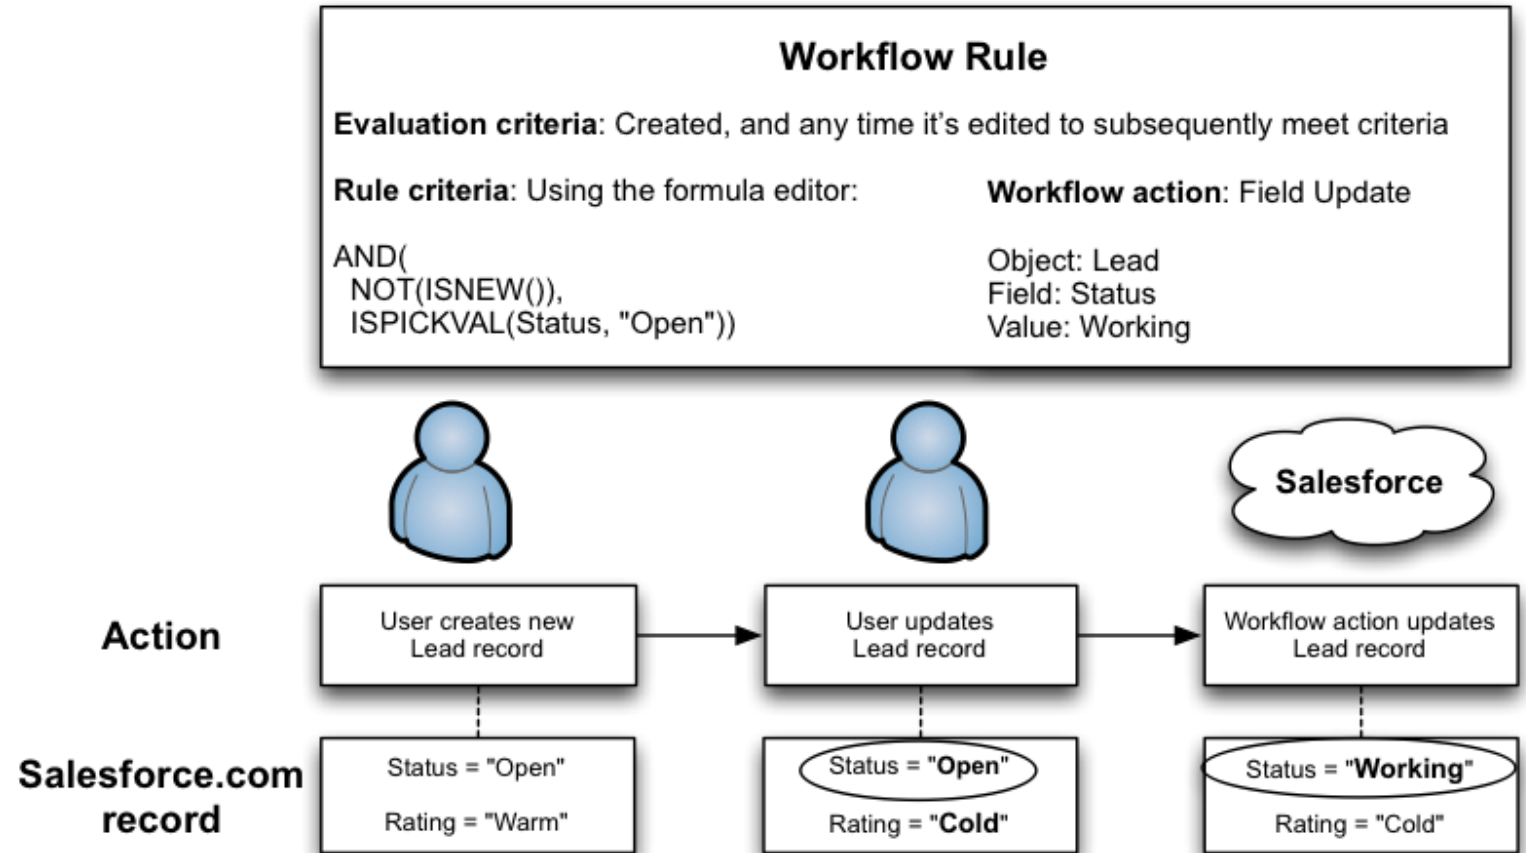 Workflow Rule
Evaluation criteria: Created, and any time it’s edited to subsequently meet criteria
Rule criteria: Using the formula editor:
AND(
NOT(ISNEW()),
ISPICKVAL(Status, "Open"))
Workflow action: Field Update
Object: Lead
Field: Status
Value: Working
Salesforce
Action
User creates new
Lead record
User updates
Lead record
Workflow action updates
Lead record
Salesforce.com
record
Status = "Open"
Rating = "Warm"
Status = "Open"
Rating = "Cold"
Status = "Working"
Rating = "Cold"